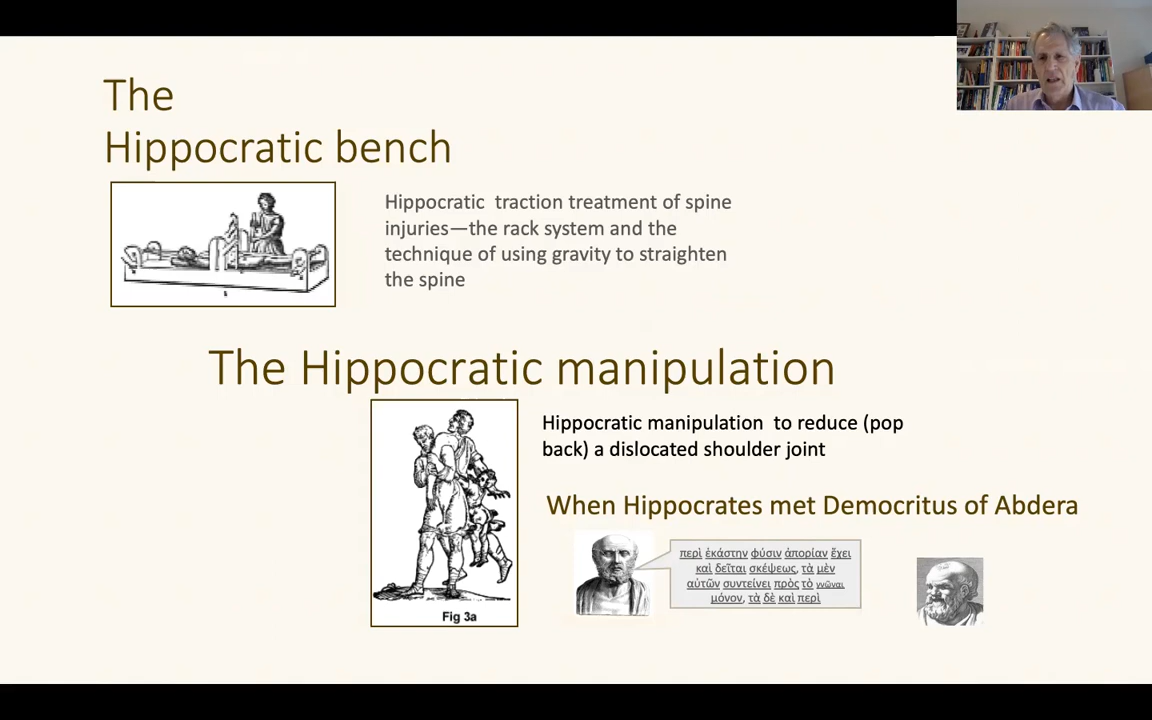 The
Hippocratic bench
Hippocratic traction treatment of spine
injuries—the rack system and the
technique of using gravity to straighten
the spine
The Hippocratic manipulation
Hippocratic manipulation to reduce (pop
back) a dislocated shoulder joint
Fig 3a
When Hippocrates met Democritus of Abdera
περὶ ἑκάστην φύσιν ἀπορίαν ἔχει
καὶ δεῖται σκέψεως, τὰ μὲν
αὐτῶν συντείνει πρὸς τὸ γνῶναι
μόνον, τὰ δὲ καὶ περὶ